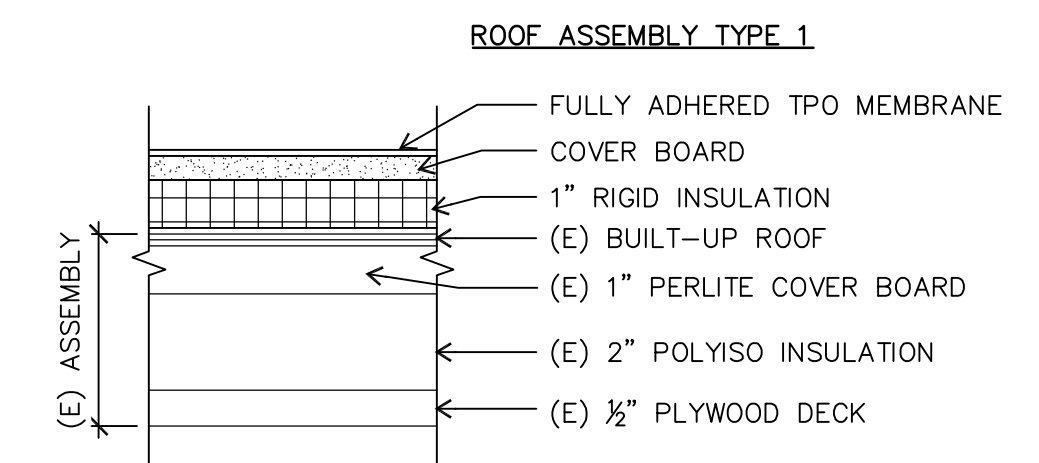 ROOF ASSEMBLY TYPE 1
FULLY ADHERED TPO MEMBRANE
COVER BOARD
1” RIGID INSULATION
(E) BUILT–UP ROOF
(E) 1” PERLITE COVER BOARD
(E) 2” POLYISO INSULATION
(E) ½” PLYWOOD DECK
(E) ASSEMBLY